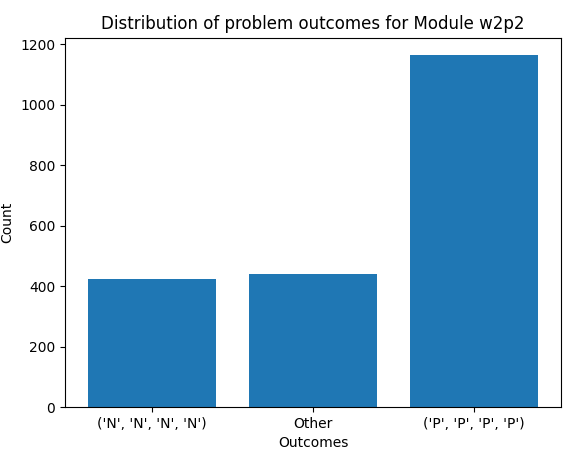 Distribution of problem outcomes for Module w2p2
1200
1000
800
600
400
200
0
Count
('N', 'N', 'N', 'N')
Other
('P', 'P', 'P', 'P')
Outcomes